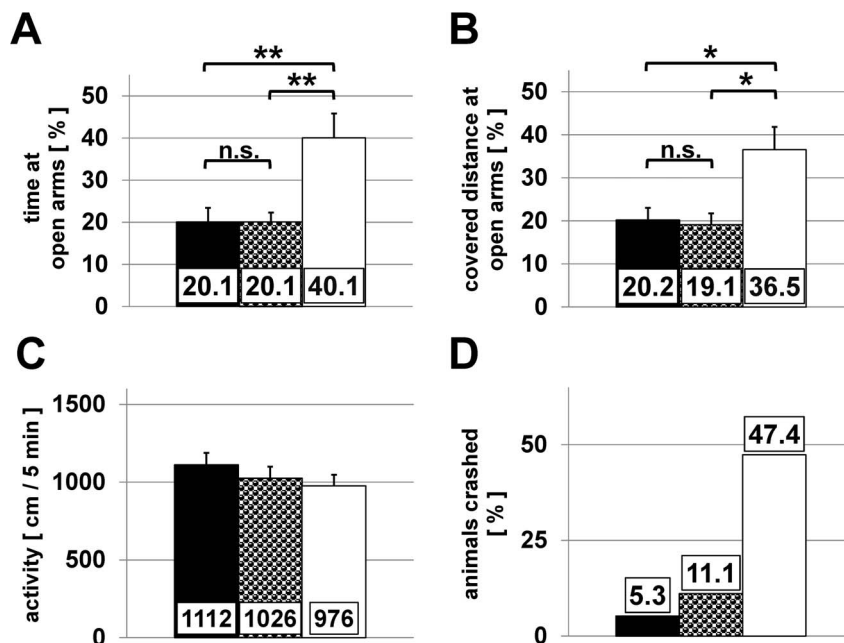 A
**
**
n.s.
50
40
30
20
10
0
time at
open arms [ % ]
20.1 20.1 40.1
B
*
*
n.s.
50
40
30
20
10
0
covered distance at
open arms [ % ]
20.2 19.1 36.5
C
1500
1000
500
0
activity [ cm / 5 min ]
1112 1026 976
D
50
25
0
animals crashed
[ % ]
5.3 11.1 47.4